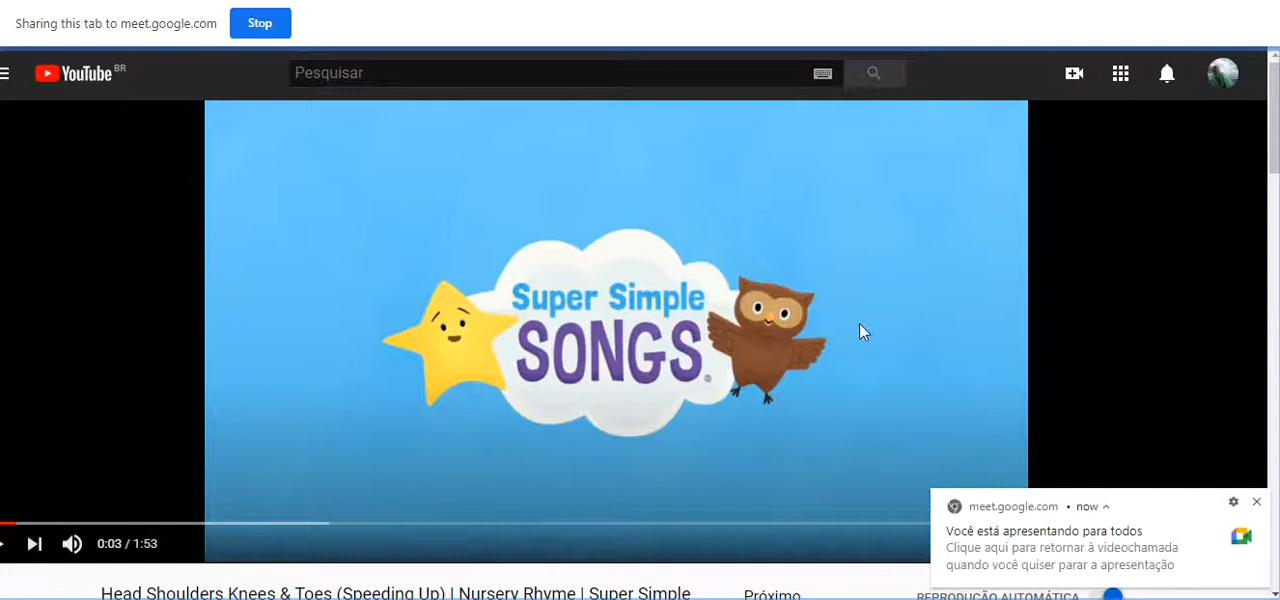 Sharing this tab to meet.google.com Stop
YouTube BR Pesquisar
Super Simple
SONGS®
meet.google.com • now
Você está apresentando para todos
Clique aqui para retornar à videochamada
quando você quiser parar a apresentação
0:03 / 1:53
Head Shoulders Knees & Toes (Speeding Up) | Nursery Rhyme | Super Simple
Próximo REPRODUÇÃO AUTOMÁTICA